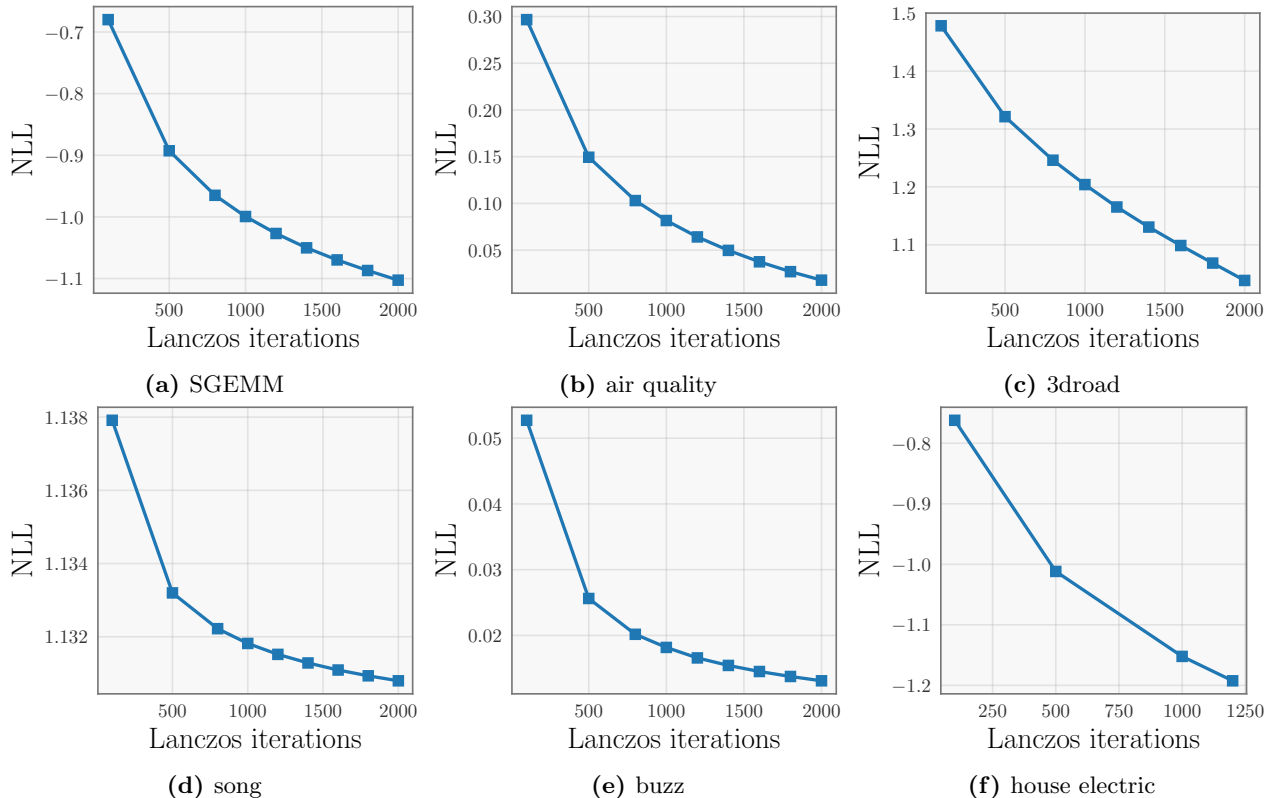 NLL
−0.7
−0.8
−0.9
−1.0
−1.1
500 1000 1500 2000
Lanczos iterations
(a) SGEMM
NLL
0.30
0.25
0.20
0.15
0.10
0.05
500 1000 1500 2000
Lanczos iterations
(b) air quality
NLL
1.5
1.4
1.3
1.2
1.1
500 1000 1500 2000
Lanczos iterations
(c) 3droad
NLL
1.138
1.136
1.134
1.132
500 1000 1500 2000
Lanczos iterations
(d) song
NLL
0.05
0.04
0.03
0.02
500 1000 1500 2000
Lanczos iterations
(e) buzz
NLL
−0.8
−0.9
−1.0
−1.1
−1.2
250 500 750 1000 1250
Lanczos iterations
(f) house electric